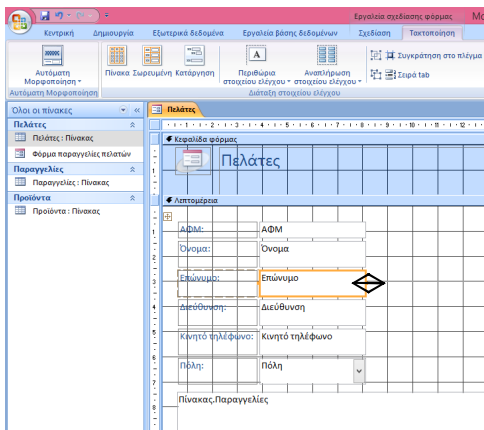 Εργαλεία σχεδίασης φόρμας
Κεντρική Δημιουργία Εξωτερικά δεδομένα Εργαλεία βάσης δεδομένων Σχεδίαση Τακτοποίηση
Αυτόματη Μορφοποίηση
Πίνακας Σωρευμένη Κατάργηση
Περιθώρια στοιχείου ελέγχου
Αναπλήρωση στοιχείου ελέγχου
Συγκράτηση στο πλέγμα
Σειρά tab
Αυτόματη Μορφοποίηση
Διάταξη στοιχείου ελέγχου
Όλοι οι πίνακες
Πελάτες
Πελάτες : Πίνακας
Φόρμα παραγγελίες πελατών
Παραγγελίες
Παραγγελίες : Πίνακας
Προϊόντα
Προϊόντα : Πίνακας
Πελάτες
Κεφαλίδα φόρμας
Πελάτες
Λεπτομέρεια
ΑΦΜ: ΑΦΜ
Όνομα: Όνομα
Επώνυμο: Επώνυμο
Διεύθυνση: Διεύθυνση
Κινητό τηλέφωνο: Κινητό τηλέφωνο
Πόλη: Πόλη
Πίνακας.Παραγγελίες